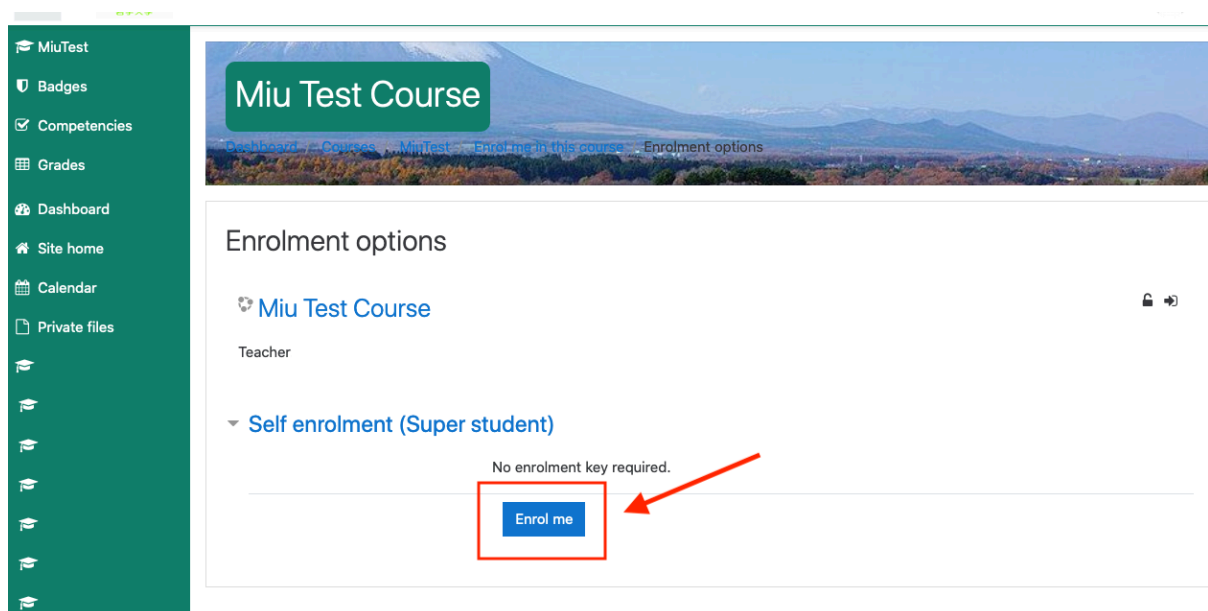 MiuTest
Badges
Competencies
Grades
Dashboard
Site home
Calendar
Private files
Miu Test Course
Dashboard Courses MiuTest Enrol me in this course Enrolment options
Enrolment options
Miu Test Course
Teacher
Self enrolment (Super student)
No enrolment key required.
Enrol me